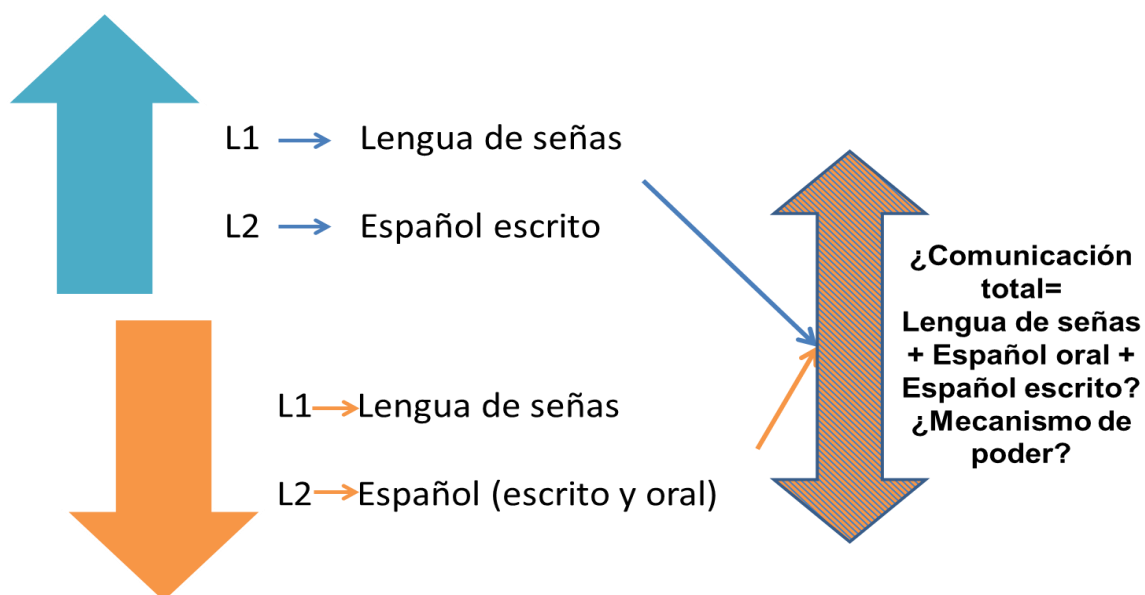 L1 Lengua de señas
L2 Español escrito
L1 Lengua de señas
L2 Español (escrito y oral)
¿Comunicación
total=
Lengua de señas
+ Español oral +
Español escrito?
¿Mecanismo de
poder?